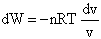 dW = −nRT dv/v